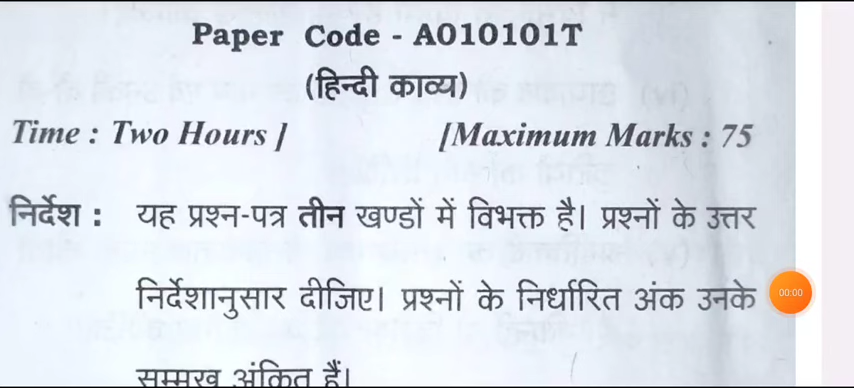 Paper Code - A010101T
(हिन्दी काव्य)
Time : Two Hours ] [Maximum Marks : 75
निर्देश : यह प्रश्न-पत्र तीन खण्डों में विभक्त है। प्रश्नों के उत्तर
निर्देशानुसार दीजिए। प्रश्नों के निर्धारित अंक उनके
00:00
सम्मुख अंकित हैं।